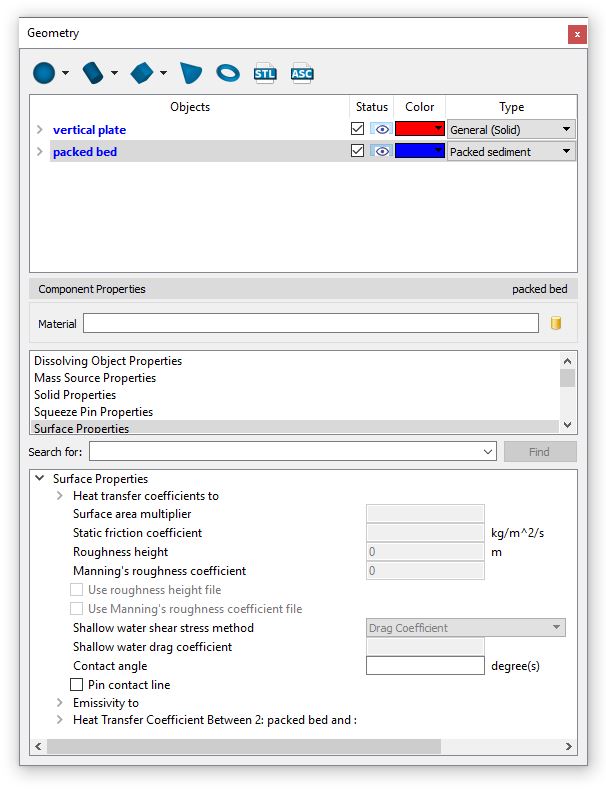 Geometry
x
STL ASC
Objects Status Color Type
vertical plate General (Solid)
packed bed Packed sediment
Component Properties packed bed
Material
Dissolving Object Properties
Mass Source Properties
Solid Properties
Squeeze Pin Properties
Surface Properties
Search for: Find
Surface Properties
Heat transfer coefficients to
Surface area multiplier
Static friction coefficient kg/m^2/s
Roughness height 0 m
Manning's roughness coefficient 0
Use roughness height file
Use Manning's roughness coefficient file
Shallow water shear stress method Drag Coefficient
Shallow water drag coefficient
Contact angle degree(s)
Pin contact line
Emissivity to
Heat Transfer Coefficient Between 2: packed bed and :